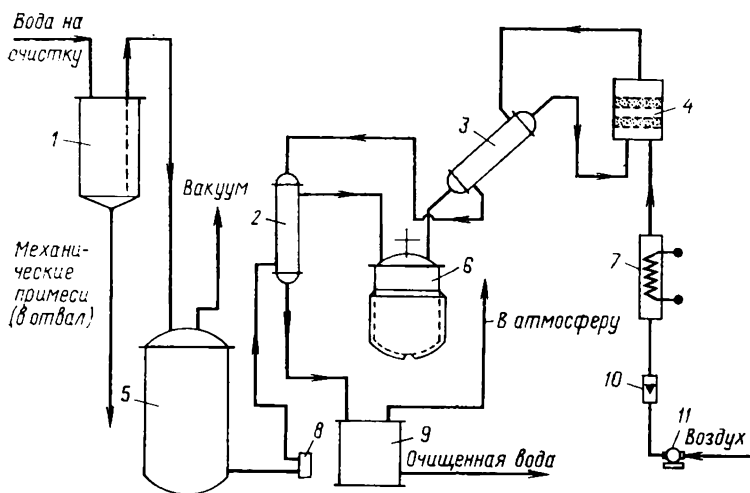 Вода на
очистку
1
2
3
4
Вакуум
Механи-
ческие
примеси
(в отвал)
6
7
В атмосферу
5
10
8
9
11
Воздух
Очищенная вода